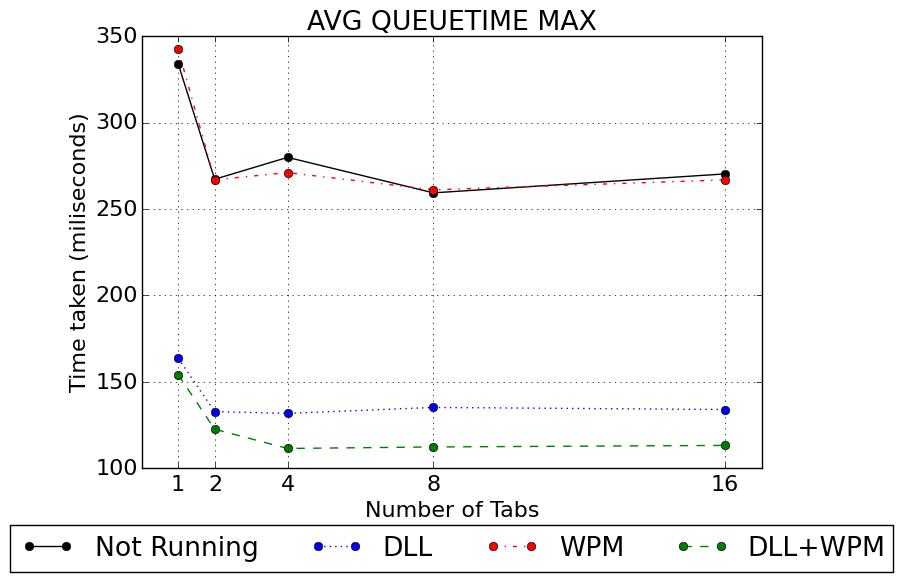 AVG QUEUETIME MAX
Time taken (miliseconds)
350
300
250
200
150
100
1 2 4 8 16
Number of Tabs
Not Running DLL WPM DLL+WPM